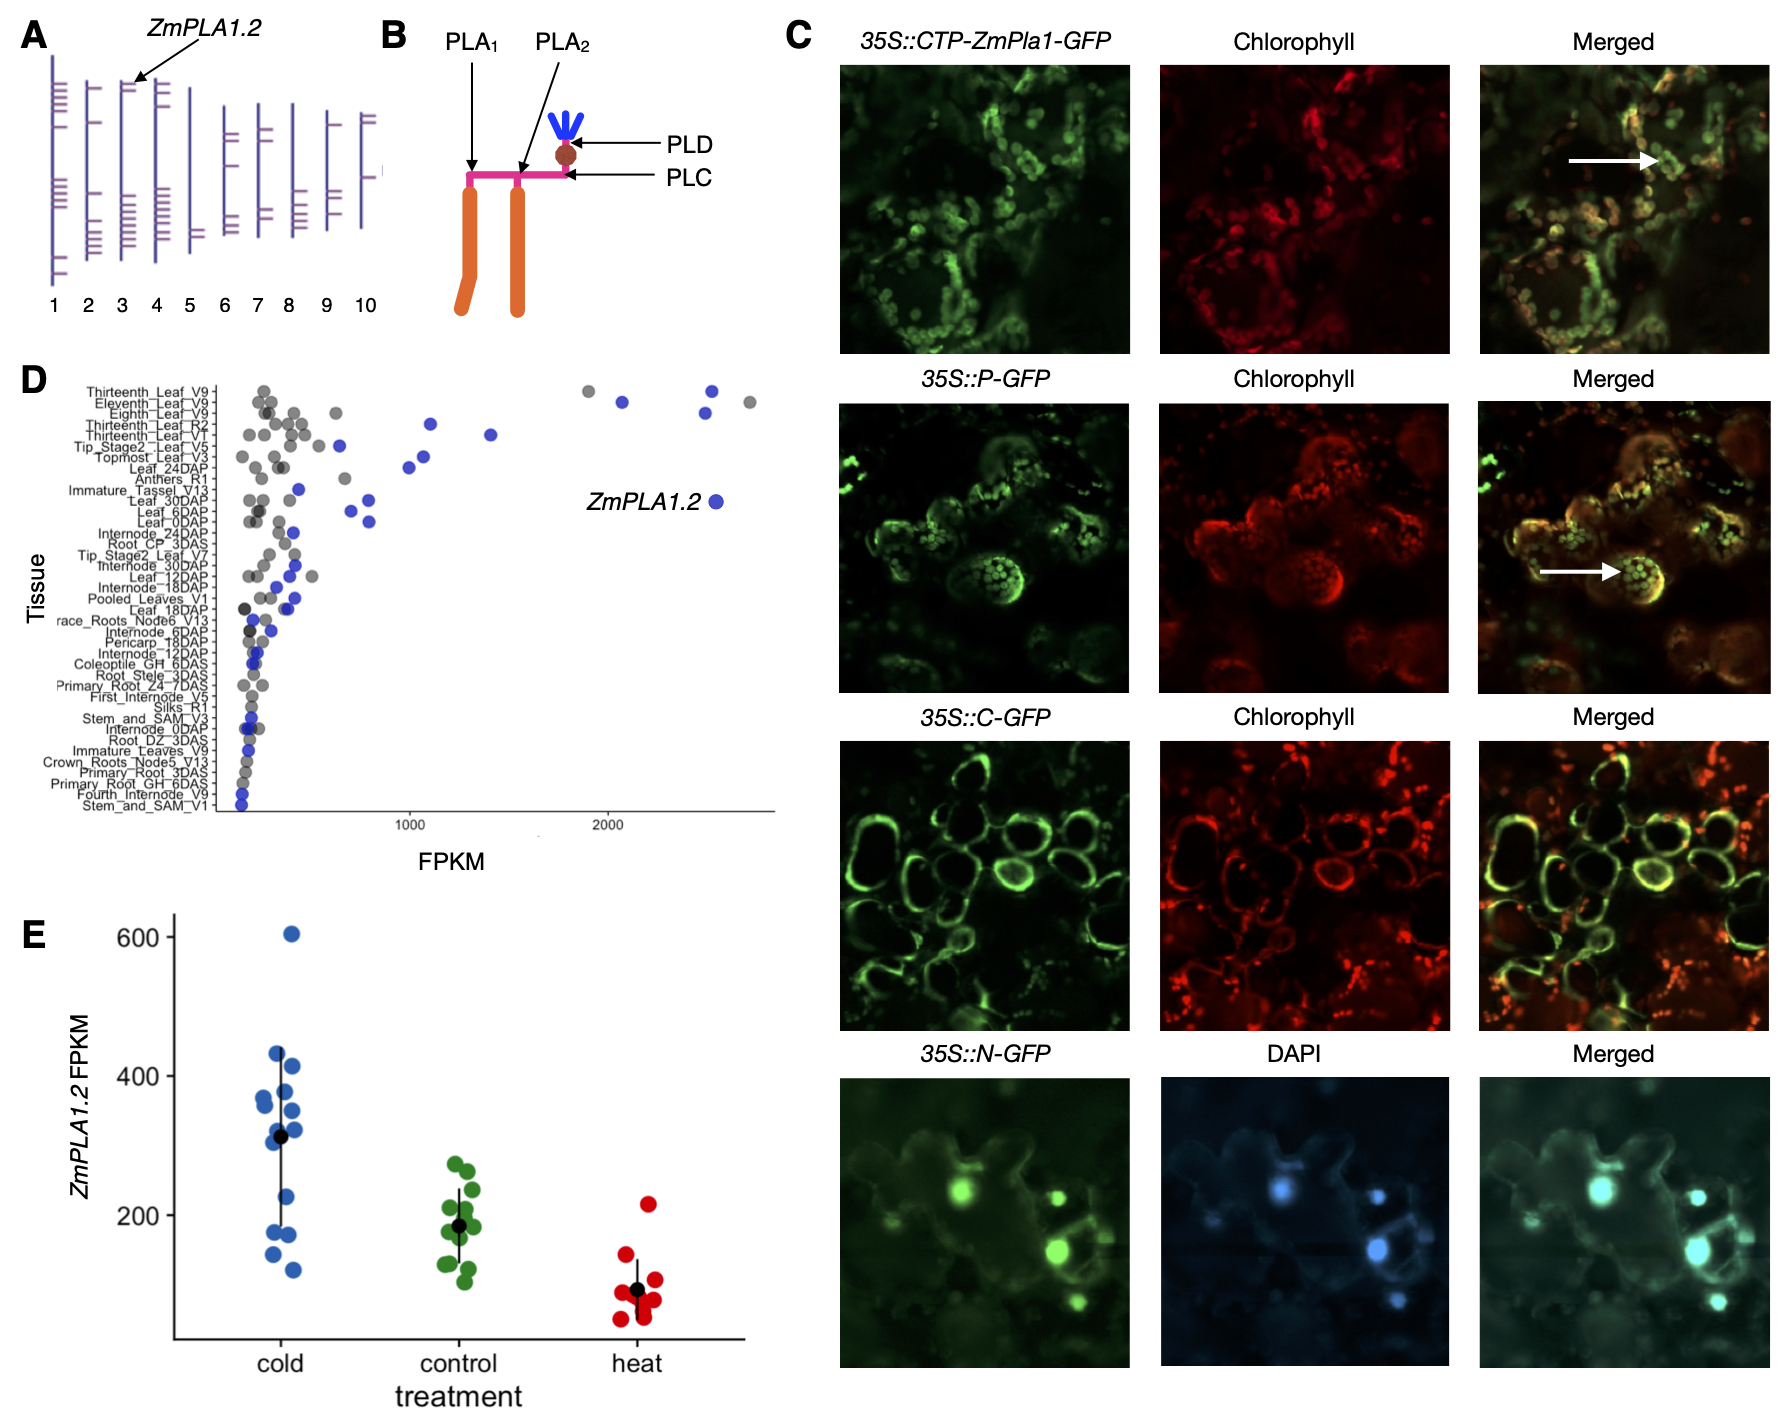 A
ZmPLA1.2
1 2 3 4 5 6 7 8 9 10
B
PLA1 PLA2
PLD
PLC
C
35S::CTP-ZmPla1-GFP Chlorophyll Merged
35S::P-GFP Chlorophyll Merged
35S::C-GFP Chlorophyll Merged
35S::N-GFP DAPI Merged
D
Tissue
Thirteenth_Leaf_V9
Eleventh_Leaf_V9
Eighth_Leaf_V9
Thirteenth_Leaf_R2
Thirteenth_Leaf_VT
Tip_Stage2_Leaf_V5
Topmost_Leaf_V3
Leaf_24DAP
Anthers_R1
Immature_Tassel_V13
Leaf_30DAP
Leaf_6DAP
Leaf_0DAP
Internode_24DAP
Root_CP_3DAS
Tip_Stage2_Leaf_V7
Internode_30DAP
Leaf_12DAP
Internode_18DAP
Pooled_Leaves_V1
Leaf_18DAP
race_Roots_Node6_V13
Internode_6DAP
Pericarp_18DAP
Internode_12DAP
Coleoptile_GH_6DAS
Root_Stele_3DAS
Primary_Root_Z4_7DAS
First_Internode_V5
Silks_R1
Stem_and_SAM_V3
Internode_0DAP
Root_DZ_3DAS
Immature_Leaves_V9
Crown_Roots_Node5_V13
Primary_Root_3DAS
Primary_Root_GH_6DAS
Fourth_Internode_V9
Stem_and_SAM_V1
ZmPLA1.2
1000 2000
FPKM
E
ZmPLA1.2 FPKM
600
400
200
cold control heat
treatment